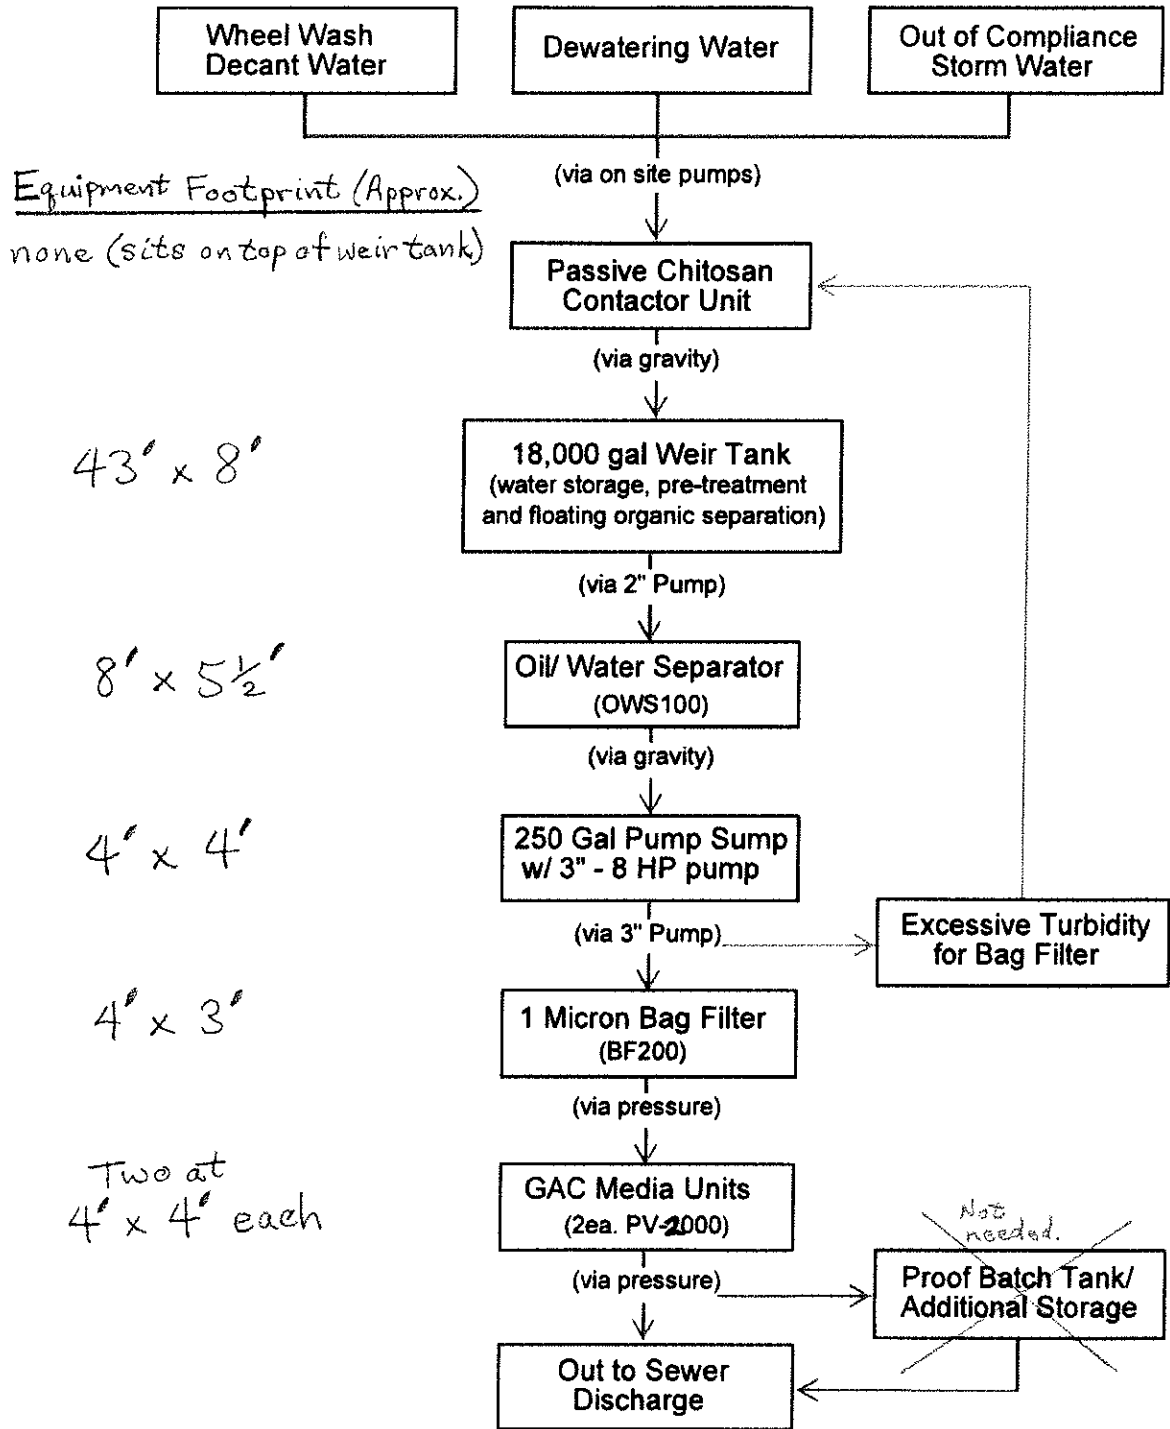 Wheel Wash
Decant Water
Dewatering Water
Out of Compliance
Storm Water
Equipment Footprint (Approx.)
(via on site pumps)
none (sits on top of weir tank)
Passive Chitosan
Contactor Unit
(via gravity)
43' x 8'
18,000 gal Weir Tank
(water storage, pre-treatment
and floating organic separation)
(via 2" Pump)
8' x 5 1/2'
Oil/ Water Separator
(OWS100)
(via gravity)
4' x 4'
250 Gal Pump Sump
w/ 3" - 8 HP pump
(via 3" Pump)
Excessive Turbidity
for Bag Filter
4' x 3'
1 Micron Bag Filter
(BF200)
(via pressure)
Two at
4' x 4' each
GAC Media Units
(2ea. PV-2000)
Not
needed.
(via pressure)
Proof Batch Tank/
Additional Storage
Out to Sewer
Discharge